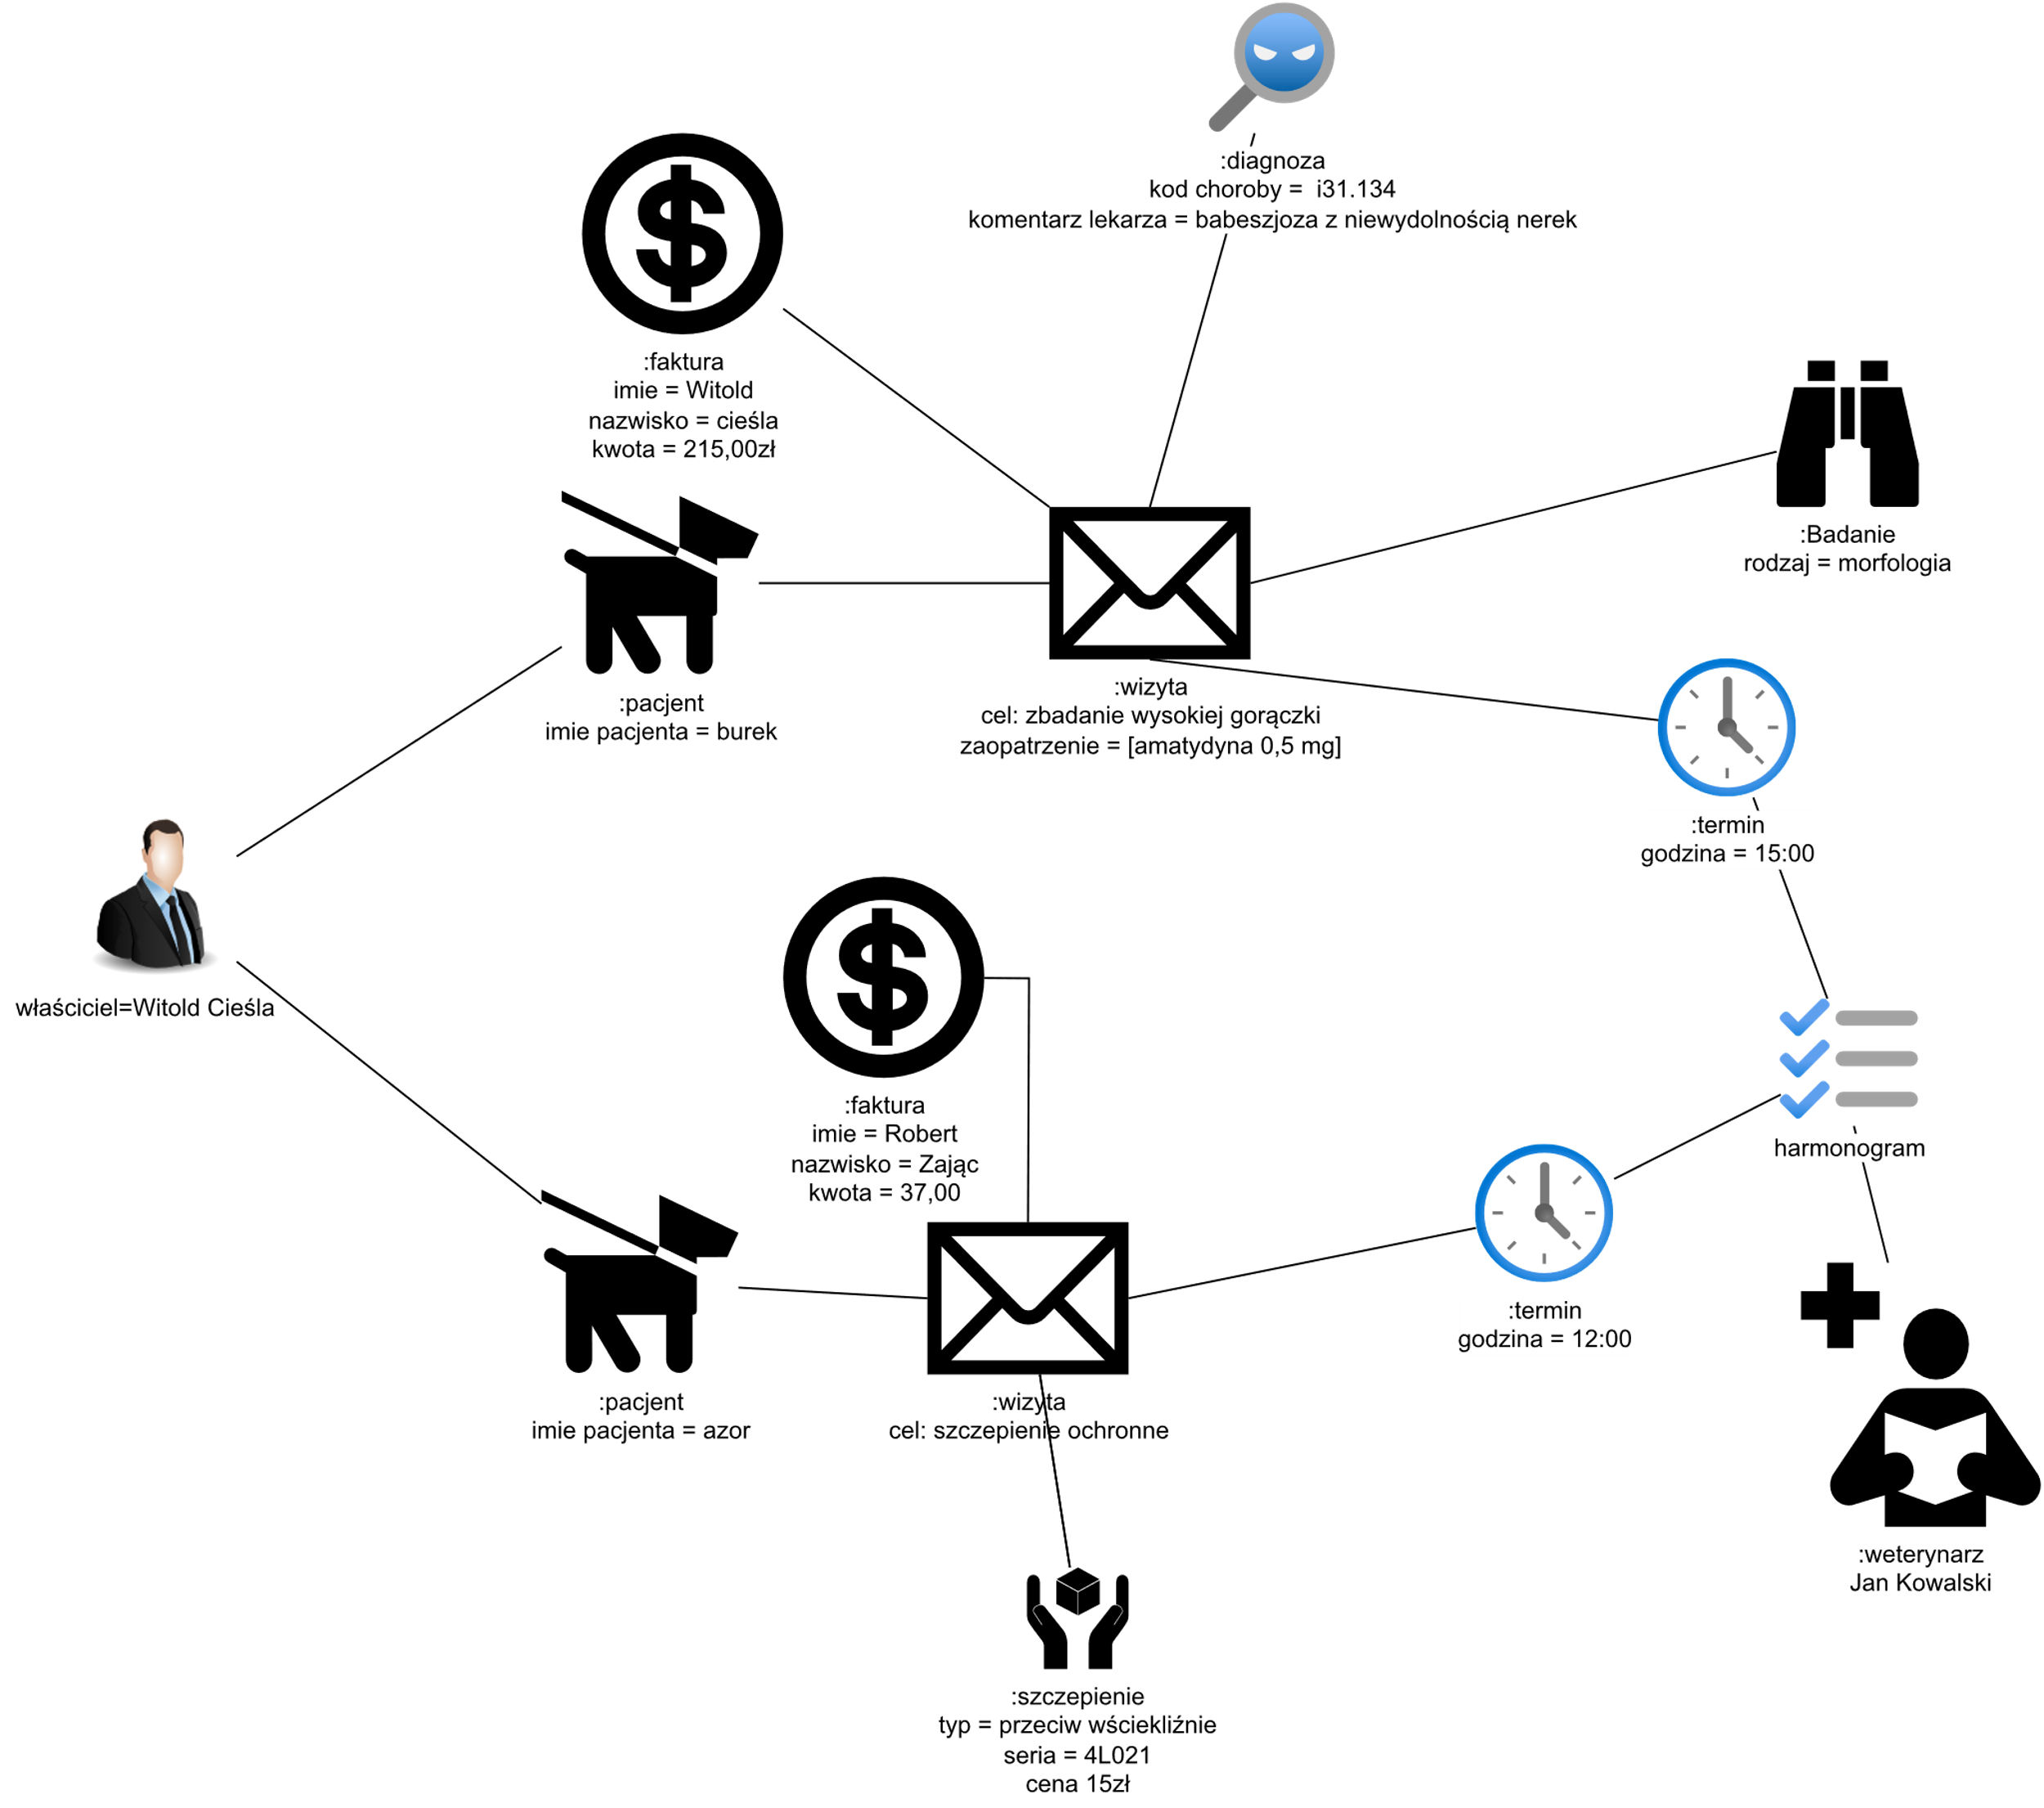 :diagnoza
kod choroby =  i31.134
komentarz lekarza = babeszjoza z niewydolnością nerek
:faktura
imie = Witold
nazwisko = cieśla
kwota = 215,00zł
:Badanie
rodzaj = morfologia
:pacjent
imie pacjenta = burek
:wizyta
cel: zbadanie wysokiej gorączki
zaopatrzenie = [amatydyna 0,5 mg]
:termin
godzina = 15:00
właściciel=Witold Cieśla
:faktura
imie = Robert
nazwisko = Zając
kwota = 37,00
harmonogram
:termin
godzina = 12:00
:pacjent
imie pacjenta = azor
:wizyta
cel: szczepienie ochronne
:weterynarz
Jan Kowalski
:szczepienie
typ = przeciw wściekliźnie
seria = 4L021
cena 15zł